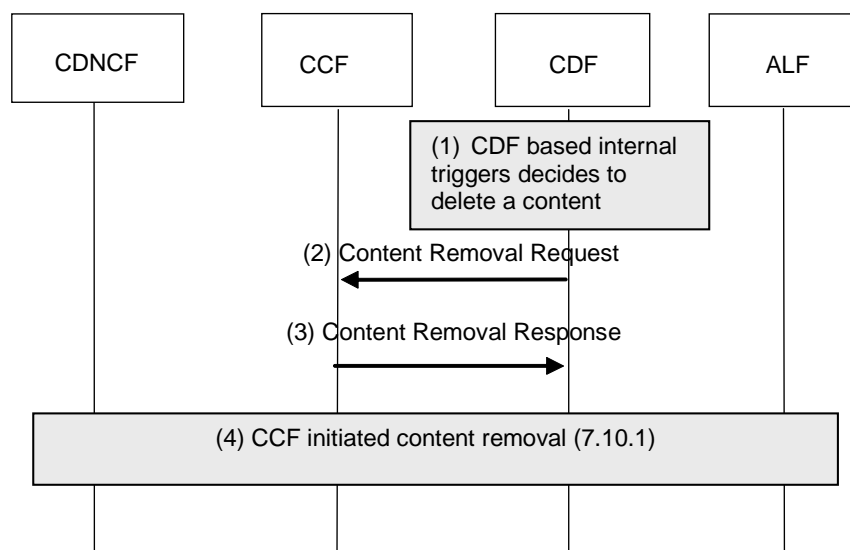 CDNCF
CCF
CDF
ALF
(1) CDF based internal
triggers decides to
delete a content
(2) Content Removal Request
(3) Content Removal Response
(4) CCF initiated content removal (7.10.1)